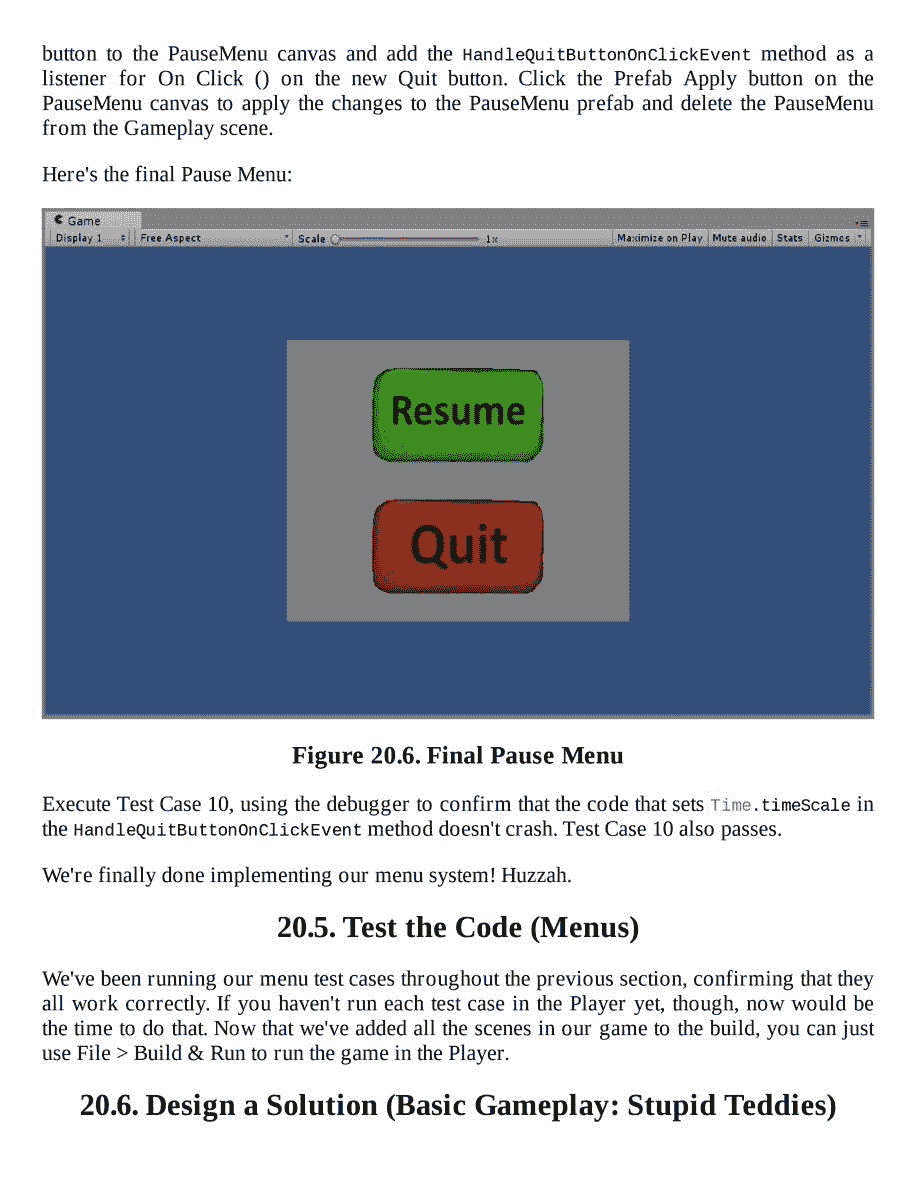 button to the PauseMenu canvas and add the HandleQuitButtonOnClickEvent method as a
listener for On Click () on the new Quit button. Click the Prefab Apply button on the
PauseMenu canvas to apply the changes to the PauseMenu prefab and delete the PauseMenu
from the Gameplay scene.
Here's the final Pause Menu:
Game
Display 1 Free Aspect Scale 1x Maximize on Play Mute audio Stats Gizmos
Resume
Quit
Figure 20.6. Final Pause Menu
Execute Test Case 10, using the debugger to confirm that the code that sets Time.timeScale in
the HandleQuitButtonOnClickEvent method doesn't crash. Test Case 10 also passes.
We're finally done implementing our menu system! Huzzah.
20.5. Test the Code (Menus)
We've been running our menu test cases throughout the previous section, confirming that they
all work correctly. If you haven't run each test case in the Player yet, though, now would be
the time to do that. Now that we've added all the scenes in our game to the build, you can just
use File > Build & Run to run the game in the Player.
20.6. Design a Solution (Basic Gameplay: Stupid Teddies)